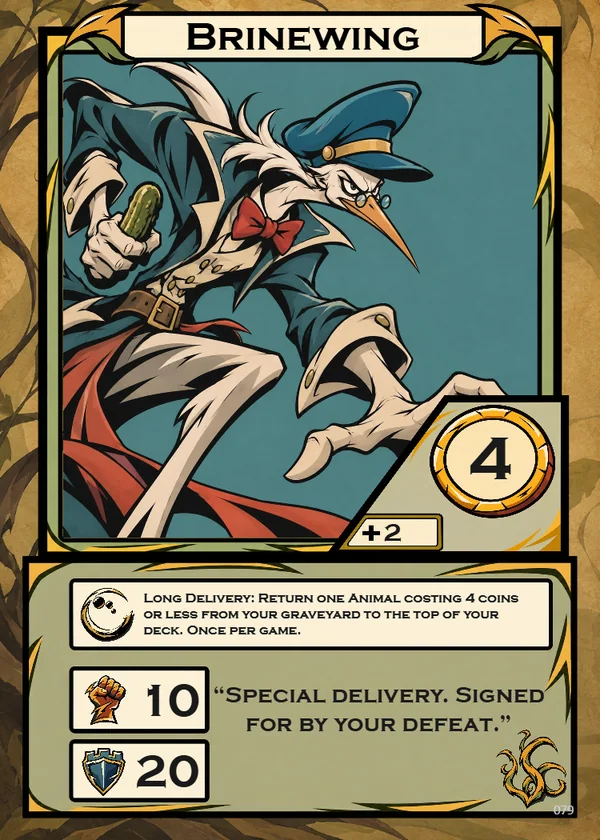 Brinewing
4
+2
Long Delivery: Return one Animal costing 4 coins
or less from your graveyard to the top of your
deck. Once per game.
10
“Special delivery. Signed
for by your defeat.”
20
079